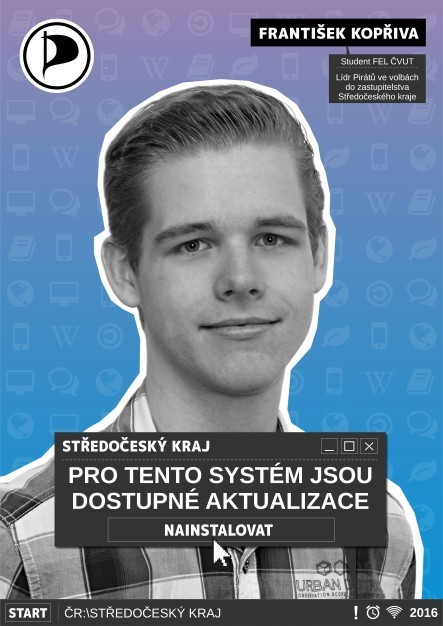 FRANTIŠEK KOPŘIVA
Student FEL ČVUT
Lídr Pirátů ve volbách
do zastupitelstva
Středočeského kraje
STŘEDOČESKÝ KRAJ
PRO TENTO SYSTÉM JSOU
DOSTUPNÉ AKTUALIZACE
NAINSTALOVAT
URBAN
START
ČR:\STŘEDOČESKÝ KRAJ
2016